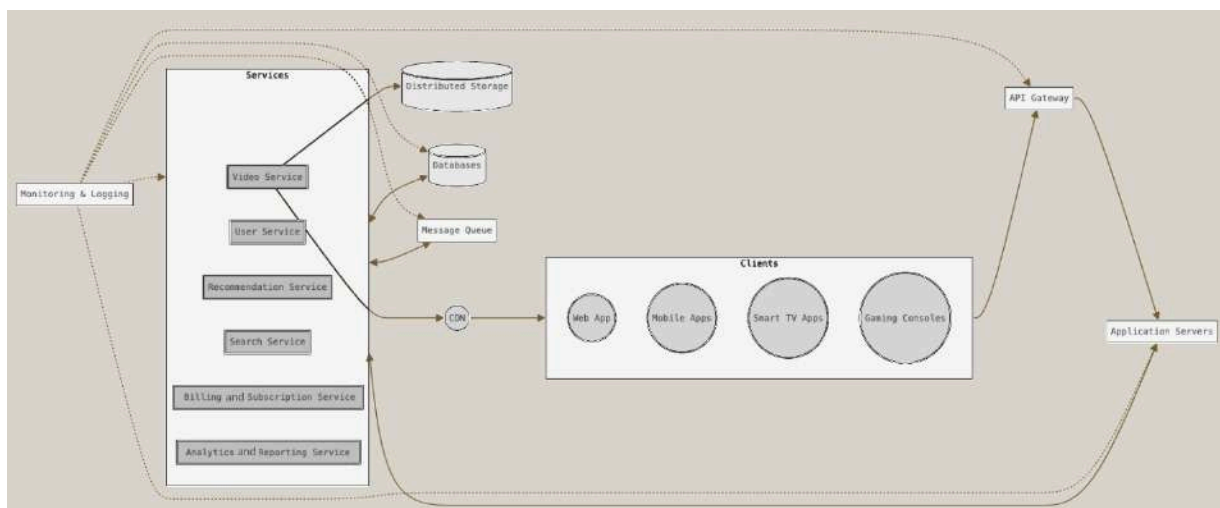 Services
Distributed Storage
API Gateway
Databases
Video Service
Monitoring & Logging
User Service
Message Queue
Clients
Recommendation Service
CDN
Web App
Mobile Apps
Smart TV Apps
Gaming Consoles
Application Servers
Search Service
Billing and Subscription Service
Analytics and Reporting Service